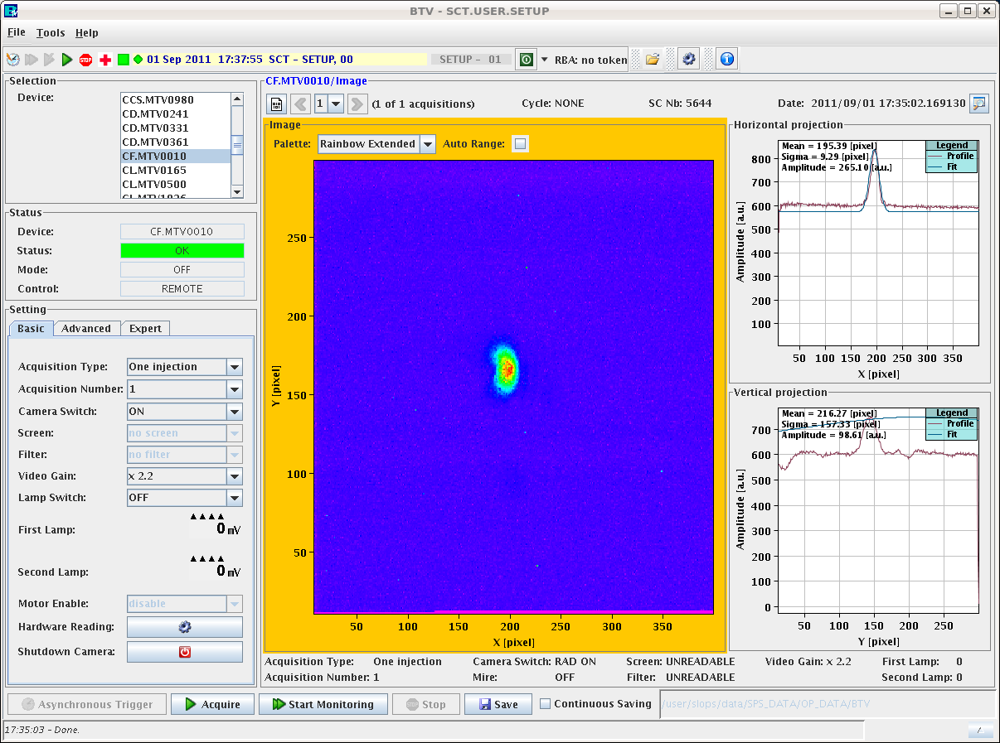 BTV - SCT.USER.SETUP
File Tools Help
01 Sep 2011 17:37:55 SCT - SETUP, 00
SETUP - 01
RBA: no token
Selection
Device:
CCS.MTV0980
CD.MTV0241
CD.MTV0331
CD.MTV0361
CF.MTV0010
CL.MTV0165
CL.MTV0500
CL.MTV1026
Status
Device: CF.MTV0010
Status: OK
Mode: OFF
Control: REMOTE
Setting
Basic Advanced Expert
Acquisition Type: One injection
Acquisition Number: 1
Camera Switch: ON
Screen: no screen
Filter: no filter
Video Gain: x 2.2
Lamp Switch: OFF
First Lamp: 0 mV
Second Lamp: 0 mV
Motor Enable: disable
Hardware Reading:
Shutdown Camera:
CF.MTV0010/Image
1 (1 of 1 acquisitions) Cycle: NONE SC Nb: 5644 Date: 2011/09/01 17:35:02.169130
Image
Palette: Rainbow Extended Auto Range:
Y [pixel]
250
200
150
100
50
50 100 150 200 250 300 350
X [pixel]
Horizontal projection
Mean = 195.39 [pixel]
Sigma = 9.29 [pixel]
Amplitude = 265.10 [a.u.]
Legend
Profile
Fit
Amplitude [a.u.]
800
700
600
500
400
300
200
100
50 100 150 200 250 300 350
X [pixel]
Vertical projection
Mean = 216.27 [pixel]
Sigma = 157.33 [pixel]
Amplitude = 98.61 [a.u.]
Legend
Profile
Fit
Amplitude [a.u.]
700
600
500
400
300
200
100
0
50 100 150 200 250
Y [pixel]
Acquisition Type: One injection Camera Switch: RAD ON Screen: UNREADABLE Video Gain: x 2.2 First Lamp: 0
Acquisition Number: 1 Mire: OFF Filter: UNREADABLE Second Lamp: 0
Asynchronous Trigger Acquire Start Monitoring STOP Stop Save Continuous Saving /user/slops/data/SPS_DATA/OP_DATA/BTV
17:35:03 - Done.